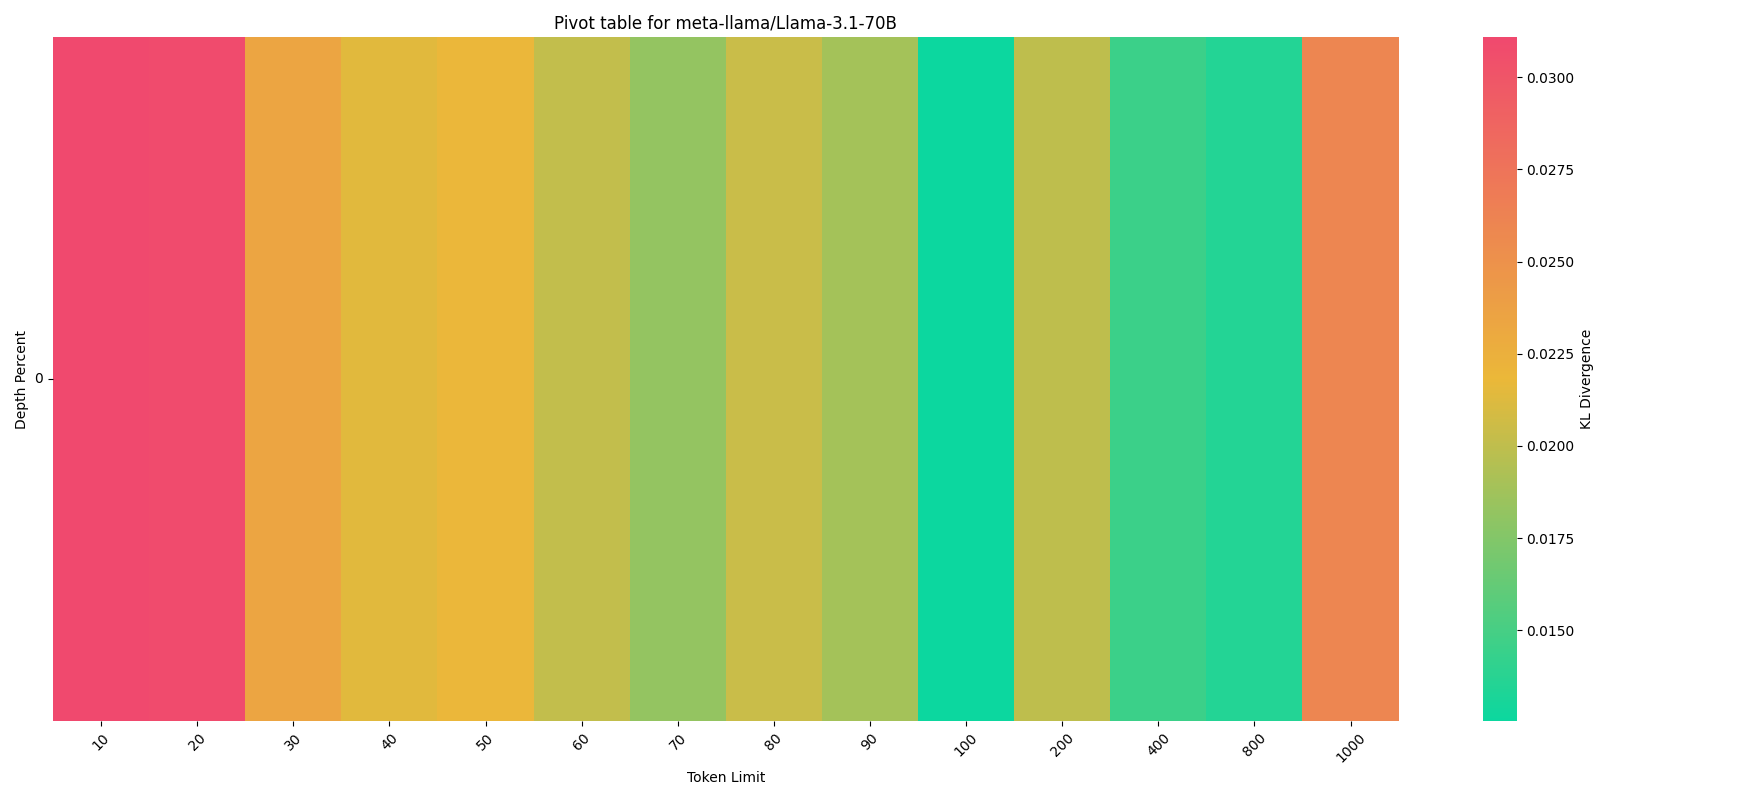 Pivot table for meta-llama/Llama-3.1-70B
Depth Percent
0
10 20 30 40 50 60 70 80 90 100 200 400 800 1000
Token Limit
0.0300
0.0275
0.0250
0.0225
0.0200
0.0175
0.0150
KL Divergence